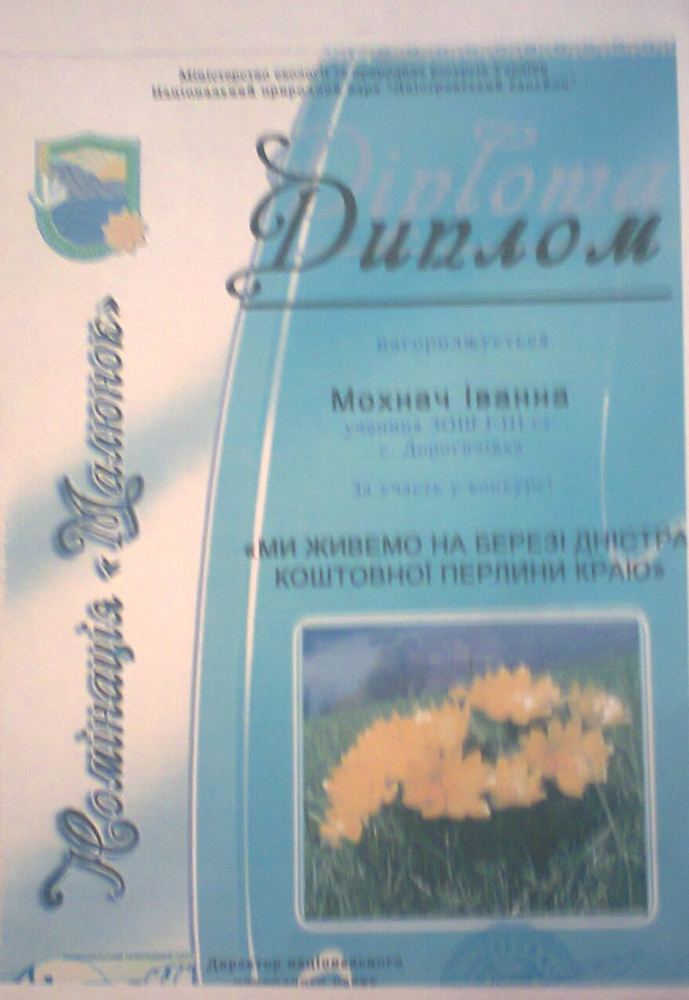 Міністерство екології та природних ресурсів України
Національний природний парк "Дністровський каньйон"
Diploma
Диплом
нагороджується
Мохнач Іванна
учениця ЗОШ І-ІІІ ст.
с. Дорогичівка
За участь у конкурсі
«МИ ЖИВЕМО НА БЕРЕЗІ ДНІСТРА
КОШТОВНОЇ ПЕРЛИНИ КРАЮ»
Номінація «Малюнок»
Директор національного
природного парку